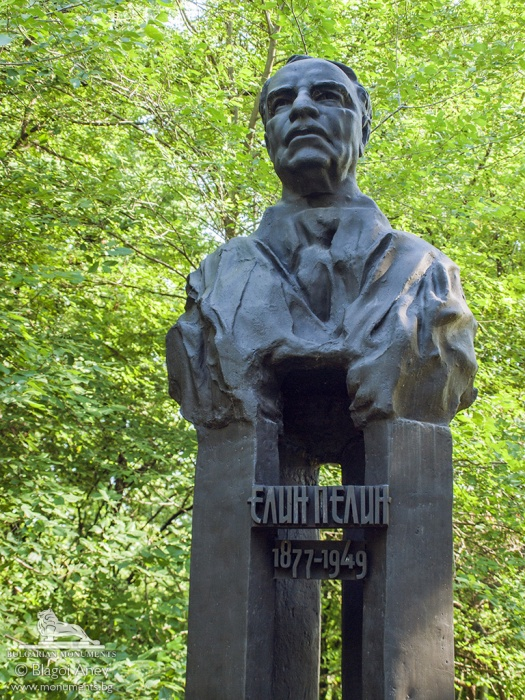 ЕЛИН ПЕЛИН
1877-1949
BULGARIAN MONUMENTS
© Blagoy Anev
www.monuments.bg